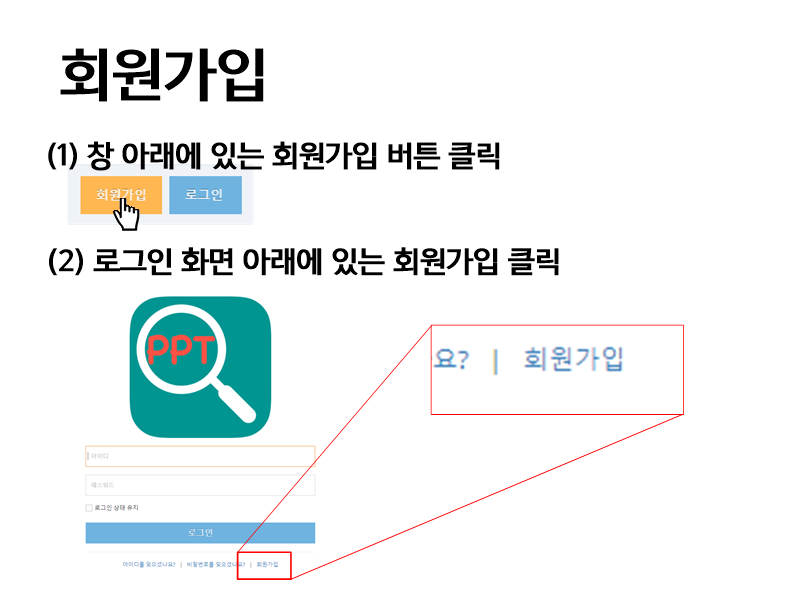 회원가입
(1) 창 아래에 있는 회원가입 버튼 클릭
회원가입 로그인
(2) 로그인 화면 아래에 있는 회원가입 클릭
PPT
요? | 회원가입
아이디
패스워드
로그인 상태 유지
로그인
아이디를 잊으셨나요? | 비밀번호를 잊으셨나요? | 회원가입